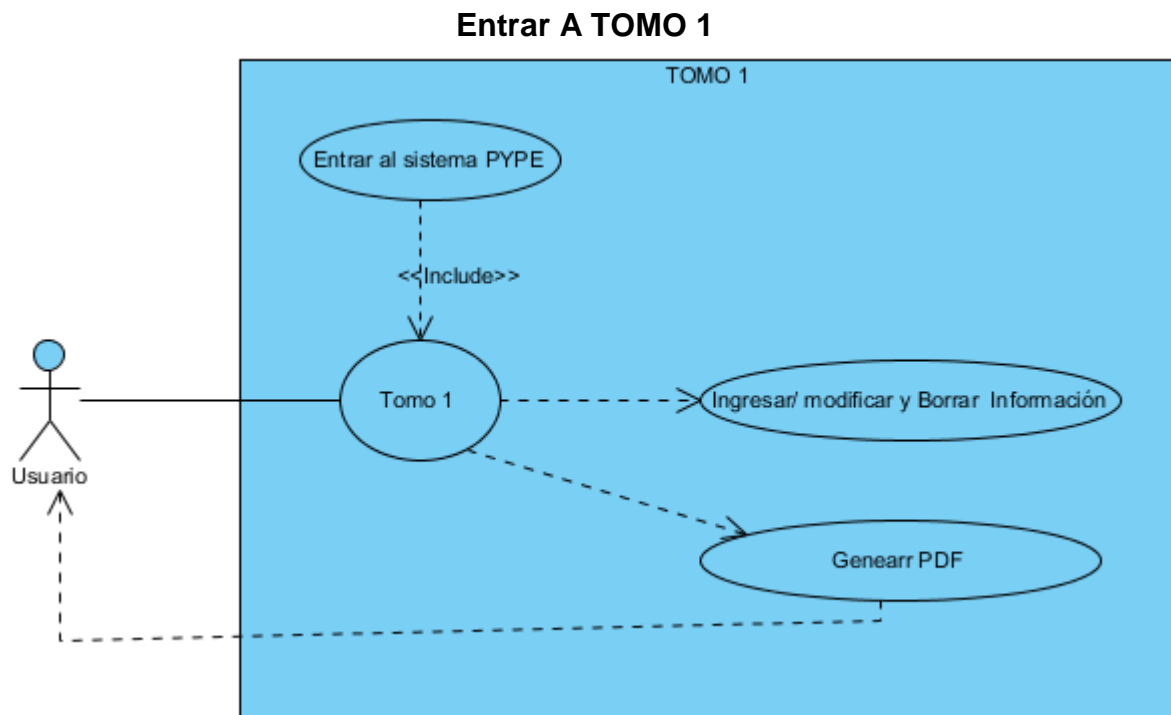 Entrar A TOMO 1
TOMO 1
Entrar al sistema PYPE
<<Include>>
Tomo 1
Ingresar/ modificar y Borrar Información
Usuario
Genearr PDF